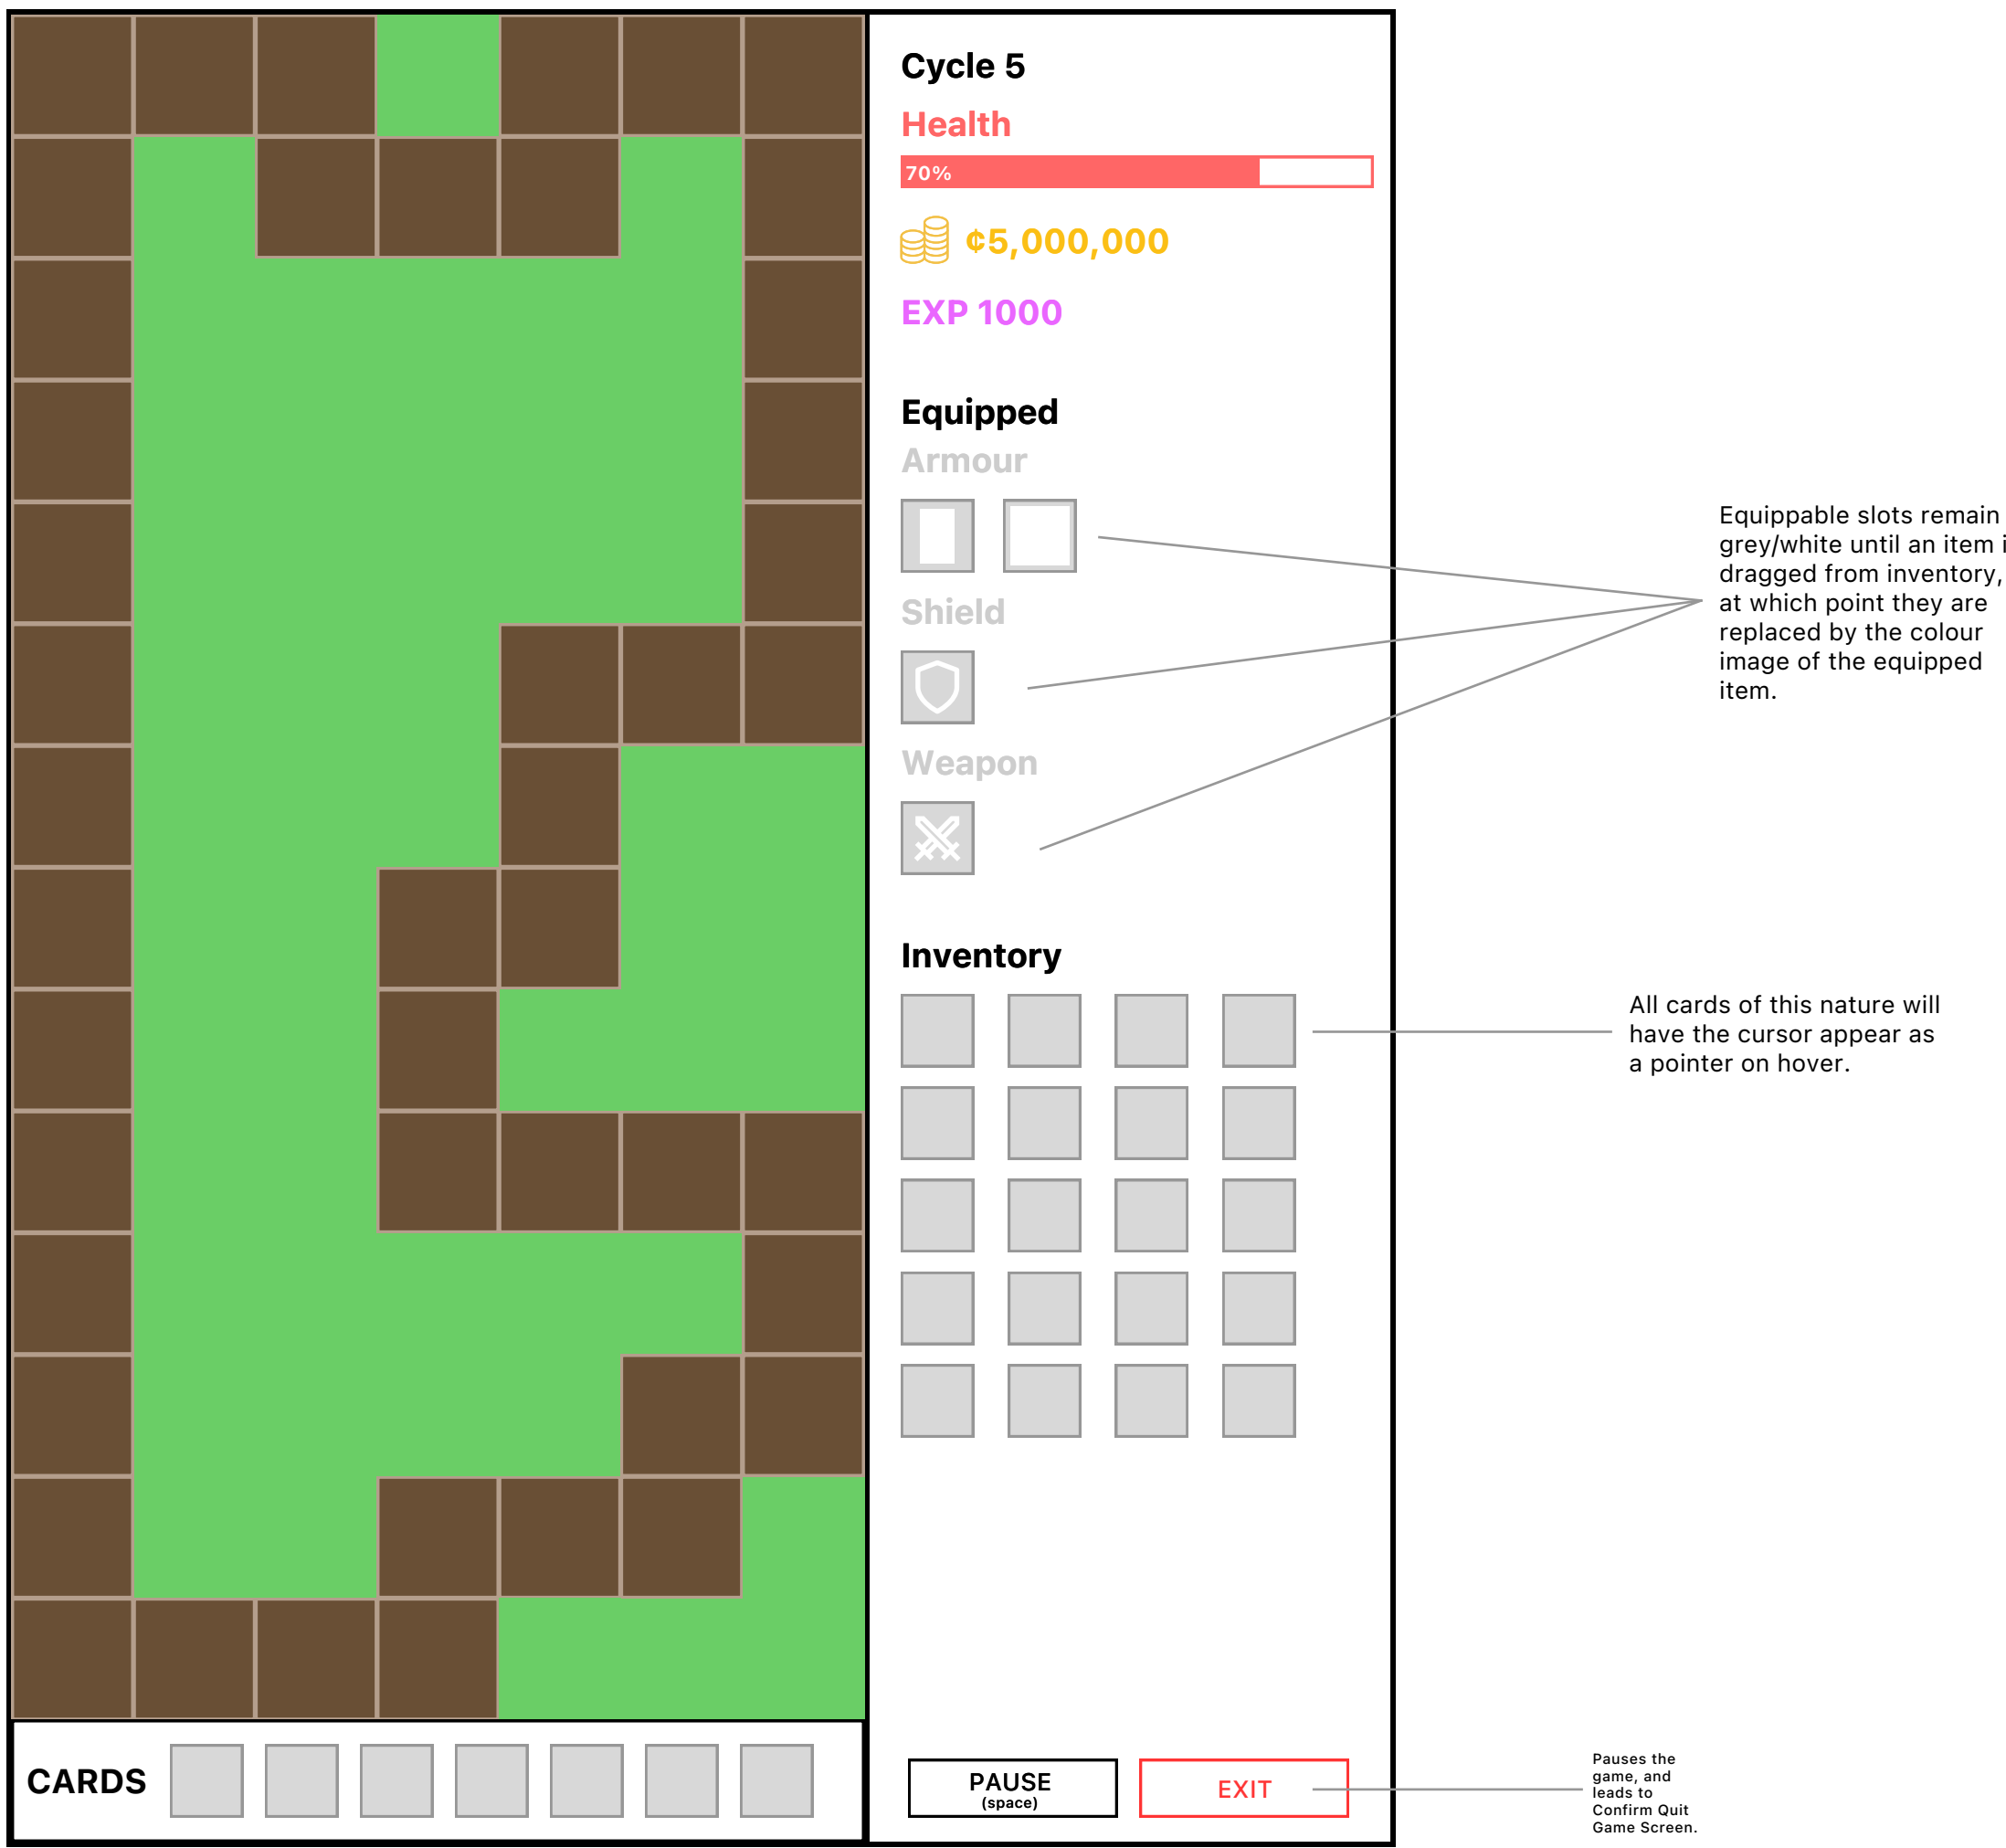 Cycle 5
Health
70%
¢5,000,000
EXP 1000
Equipped
Armour
Shield
Weapon
Inventory
CARDS
PAUSE
(space)
EXIT
Equippable slots remain
grey/white until an item i
dragged from inventory,
at which point they are
replaced by the colour
image of the equipped
item.
All cards of this nature will
have the cursor appear as
a pointer on hover.
Pauses the
game, and
leads to
Confirm Quit
Game Screen.